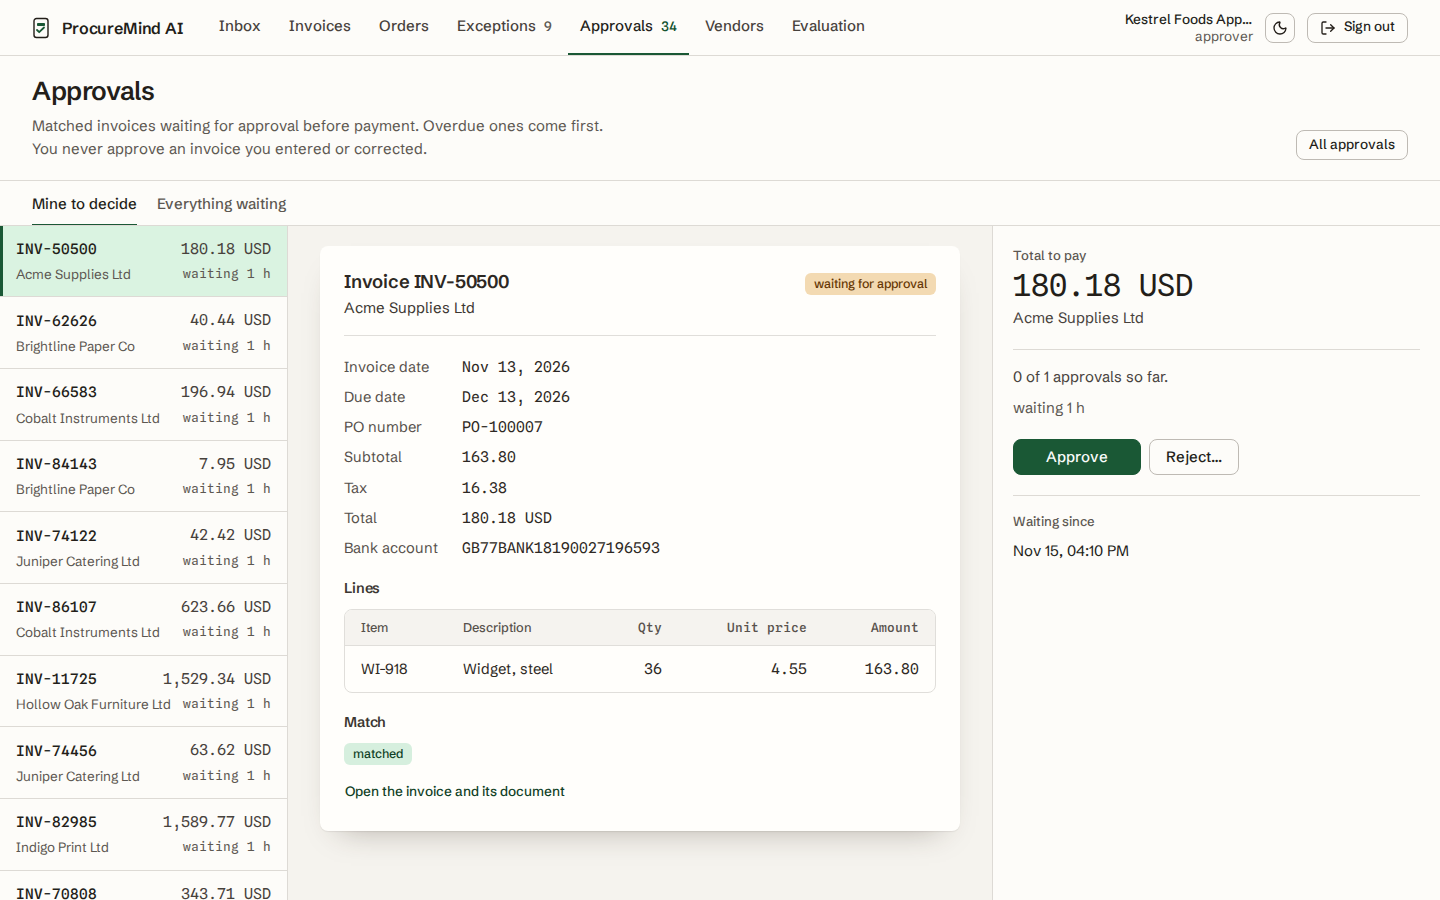 ProcureMind AI
Inbox
Invoices
Orders
Exceptions 9
Approvals 34
Vendors
Evaluation
Kestrel Foods App...
approver
Sign out
Approvals
Matched invoices waiting for approval before payment. Overdue ones come first.
You never approve an invoice you entered or corrected.
All approvals
Mine to decide
Everything waiting
INV-50500 180.18 USD
Acme Supplies Ltd waiting 1 h
INV-62626 40.44 USD
Brightline Paper Co waiting 1 h
INV-66583 196.94 USD
Cobalt Instruments Ltd waiting 1 h
INV-84143 7.95 USD
Brightline Paper Co waiting 1 h
INV-74122 42.42 USD
Juniper Catering Ltd waiting 1 h
INV-86107 623.66 USD
Cobalt Instruments Ltd waiting 1 h
INV-11725 1,529.34 USD
Hollow Oak Furniture Ltd waiting 1 h
INV-74456 63.62 USD
Juniper Catering Ltd waiting 1 h
INV-82985 1,589.77 USD
Indigo Print Ltd waiting 1 h
INV-70808 343.71 USD
Invoice INV-50500
waiting for approval
Acme Supplies Ltd
Invoice date Nov 13, 2026
Due date Dec 13, 2026
PO number PO-100007
Subtotal 163.80
Tax 16.38
Total 180.18 USD
Bank account GB77BANK18190027196593
Lines
Item Description Qty Unit price Amount
WI-918 Widget, steel 36 4.55 163.80
Match
matched
Open the invoice and its document
Total to pay
180.18 USD
Acme Supplies Ltd
0 of 1 approvals so far.
waiting 1 h
Approve
Reject...
Waiting since
Nov 15, 04:10 PM